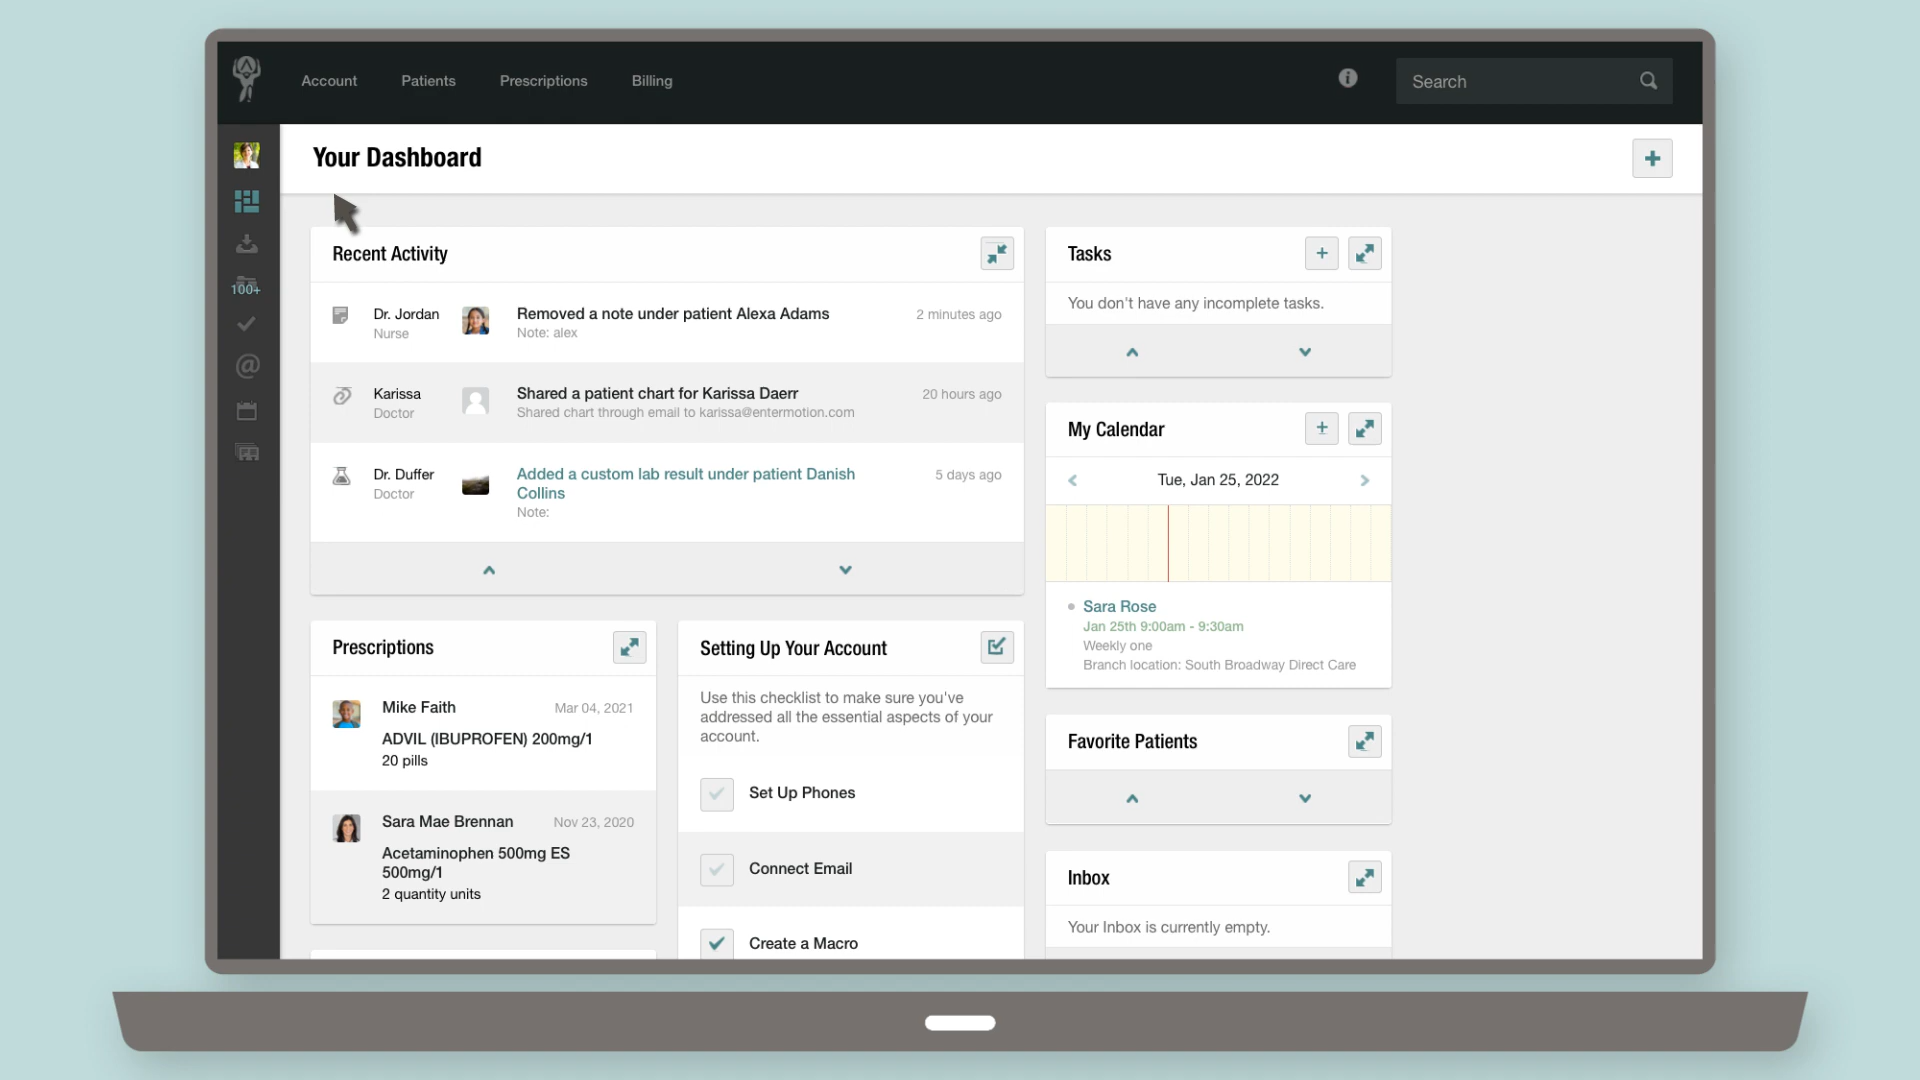 Account
Patients
Prescriptions
Billing
Search
Your Dashboard
100+
Recent Activity
Dr. Jordan
Nurse
Removed a note under patient Alexa Adams
Note: alex
2 minutes ago
Karissa
Doctor
Shared a patient chart for Karissa Daerr
Shared chart through email to karissa@entermotion.com
20 hours ago
Dr. Duffer
Doctor
Added a custom lab result under patient Danish
Collins
Note:
5 days ago
Prescriptions
Mike Faith
Mar 04, 2021
ADVIL (IBUPROFEN) 200mg/1
20 pills
Sara Mae Brennan
Nov 23, 2020
Acetaminophen 500mg ES
500mg/1
2 quantity units
Setting Up Your Account
Use this checklist to make sure you've
addressed all the essential aspects of your
account.
Set Up Phones
Connect Email
Create a Macro
Tasks
You don't have any incomplete tasks.
My Calendar
Tue, Jan 25, 2022
Sara Rose
Jan 25th 9:00am - 9:30am
Weekly one
Branch location: South Broadway Direct Care
Favorite Patients
Inbox
Your Inbox is currently empty.